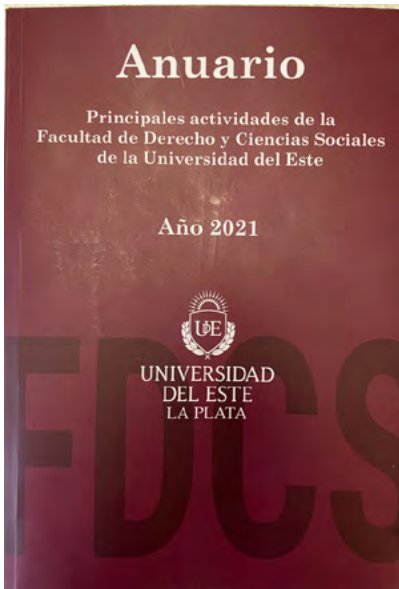 Anuario
Principales actividades de la
Facultad de Derecho y Ciencias Sociales
de la Universidad del Este
Año 2021
UDE
UNIVERSIDAD
DEL ESTE
LA PLATA
FDCS